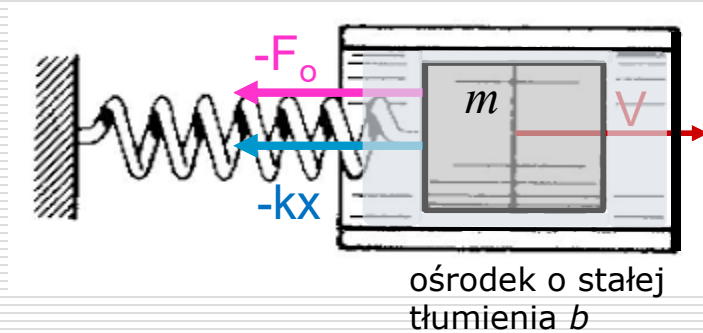 -Fₒ
m
V
-kx
ośrodek o stałej
tłumienia b